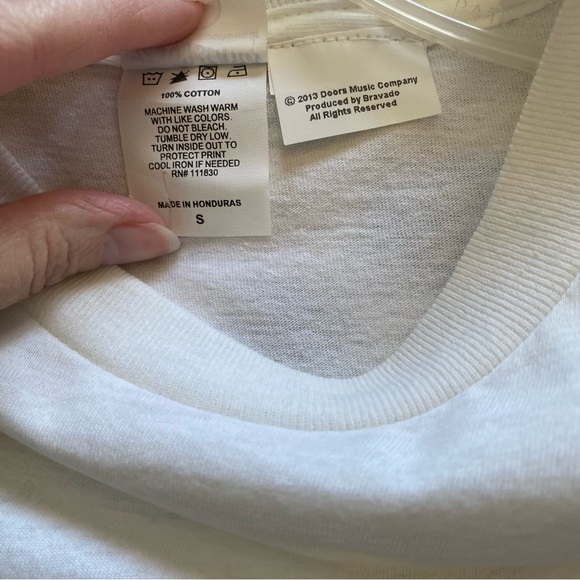 100% COTTON
MACHINE WASH WARM
WITH LIKE COLORS.
DO NOT BLEACH.
TUMBLE DRY LOW.
TURN INSIDE OUT TO
PROTECT PRINT
COOL IRON IF NEEDED
RN# 111830
MADE IN HONDURAS
S
© 2013 Doors Music Company
Produced by Bravado
All Rights Reserved